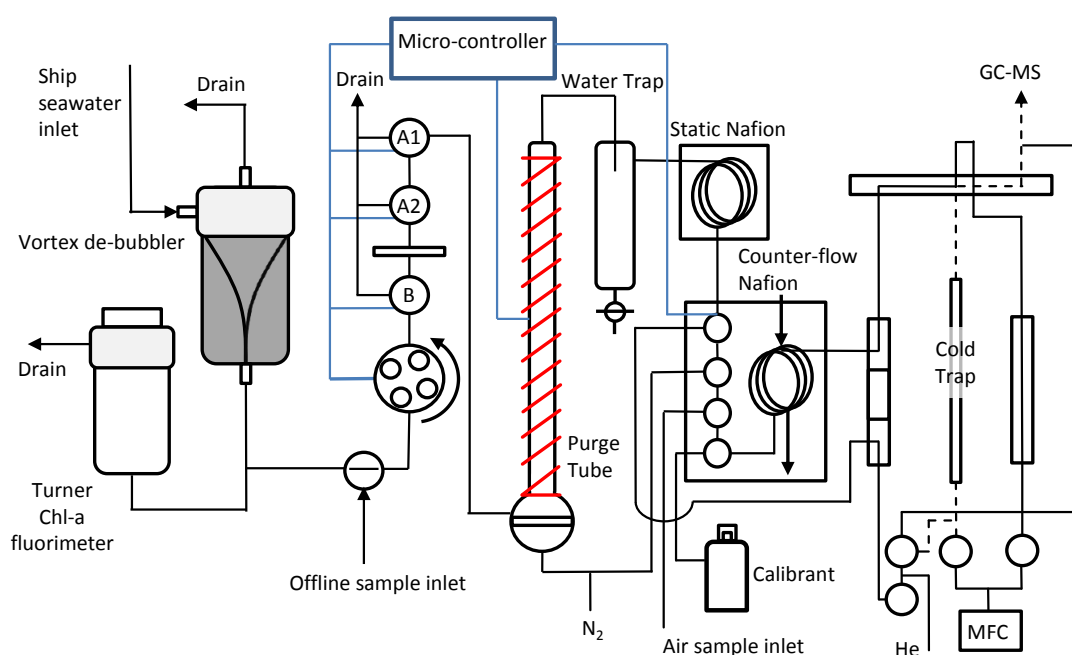 Micro-controller
Ship
seawater
inlet
Drain
Drain
Water Trap
GC-MS
A1
Static Nafion
A2
Vortex de-bubbler
Counter-flow
Nafion
B
Drain
Cold
Trap
Purge
Tube
Turner
Chl-a
fluorimeter
Offline sample inlet
Calibrant
N₂
Air sample inlet
He
MFC